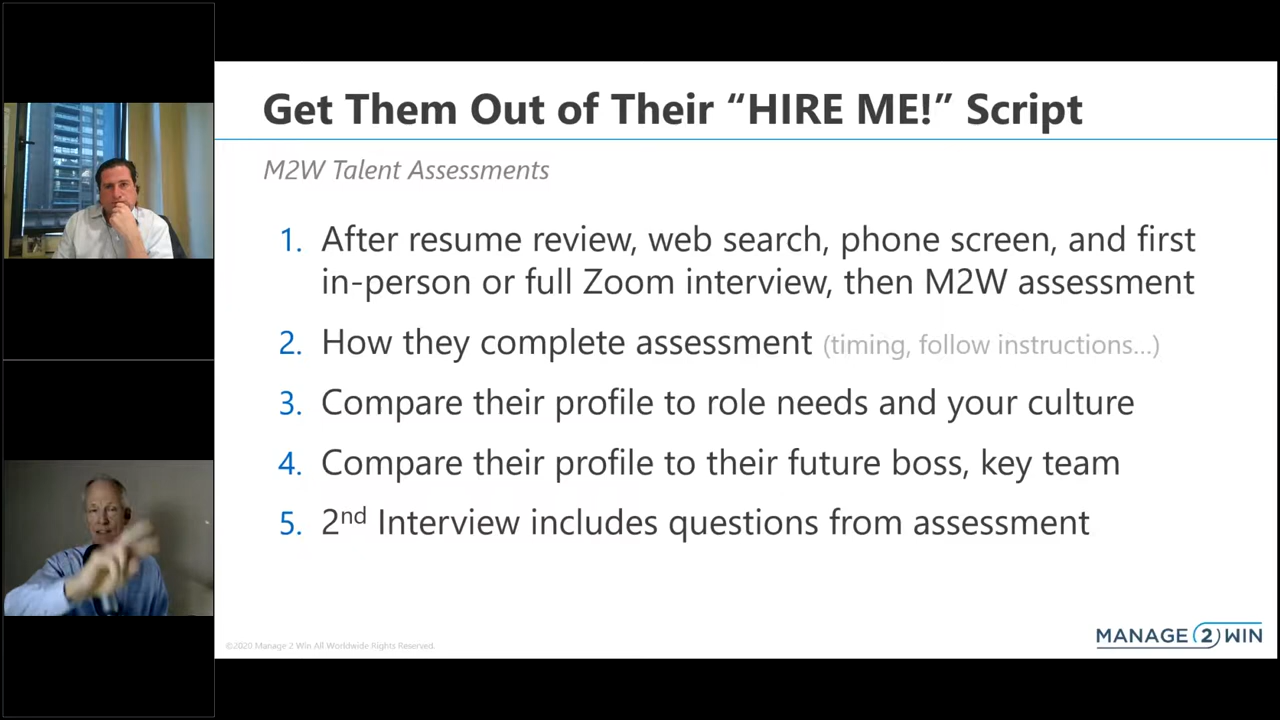 Get Them Out of Their “HIRE ME!” Script
M2W Talent Assessments
1. After resume review, web search, phone screen, and first
in-person or full Zoom interview, then M2W assessment
2. How they complete assessment (timing, follow instructions...)
3. Compare their profile to role needs and your culture
4. Compare their profile to their future boss, key team
5. 2nd Interview includes questions from assessment
©2020 Manage 2 Win All Worldwide Rights Reserved.
MANAGE 2 WIN